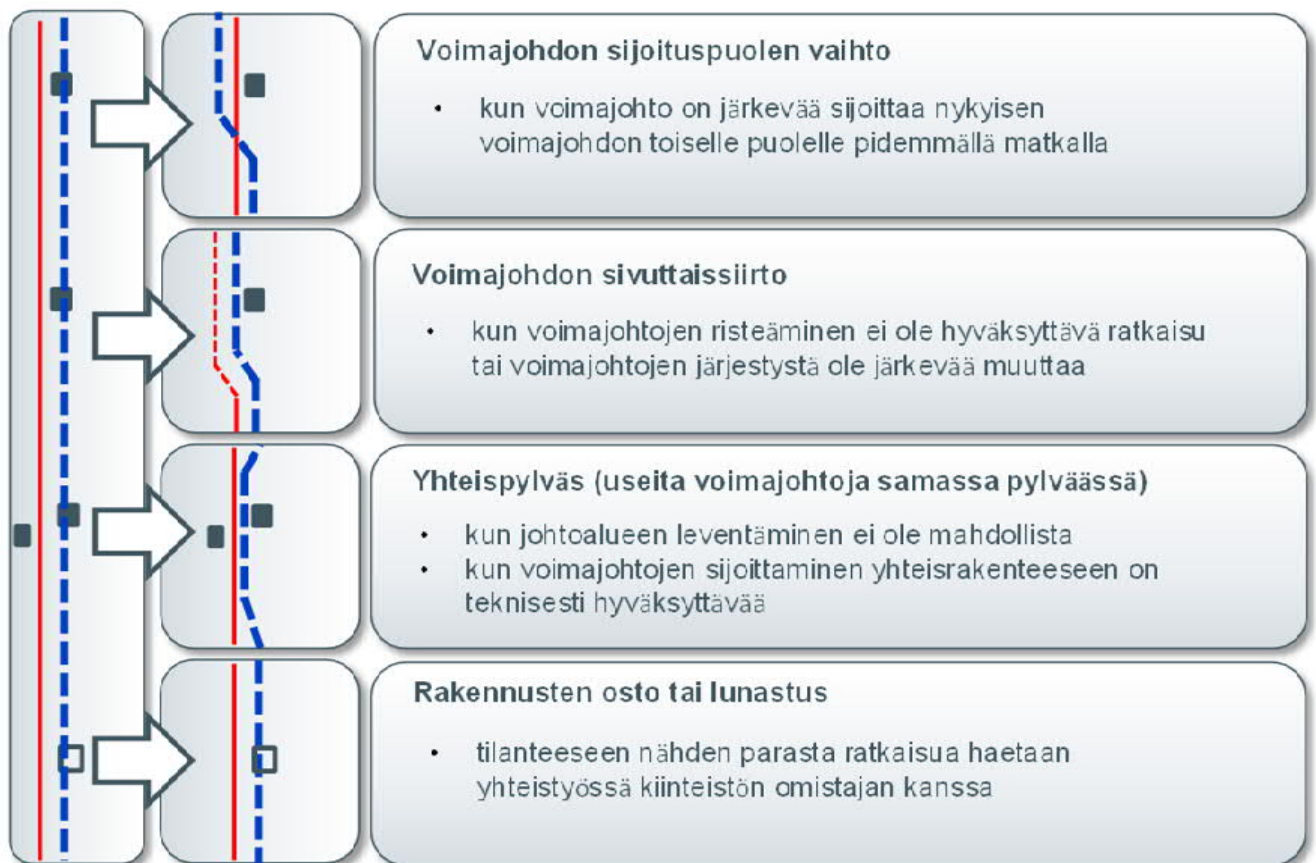 Voimajohdon sijoituspuolen vaihto
• kun voimajohto on järkevää sijoittaa nykyisen
voimajohdon toiselle puolelle pidemmällä matkalla
Voimajohdon sivuttaissiirto
• kun voimajohtojen risteäminen ei ole hyväksyttävä ratkaisu
tai voimajohtojen järjestystä ole järkevää muuttaa
Yhteispylväs (useita voimajohtoja samassa pylväässä)
• kun johtoalueen leventäminen ei ole mahdollista
• kun voimajohtojen sijoittaminen yhteisrakenteeseen on
teknisesti hyväksyttävää
Rakennusten osto tai lunastus
• tilanteeseen nähden parasta ratkaisua haetaan
yhteistyössä kiinteistön omistajan kanssa